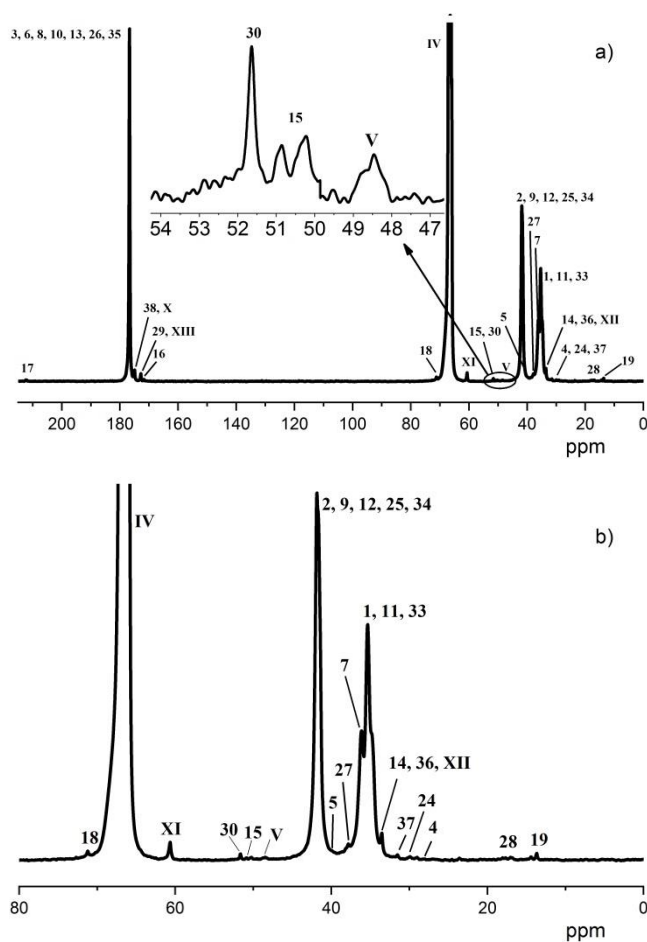 3, 6, 8, 10, 13, 26, 35
IV
a)
30
15
V
54 53 52 51 50 49 48 47
2, 9, 12, 25, 34
27
7
1, 11, 33
38, X
29, XIII
16
5
14, 36, XII
17
18
XI
15, 30
V
4, 24, 37
28
19
200 180 160 140 120 100 80 60 40 20 0
ppm
IV
2, 9, 12, 25, 34
b)
1, 11, 33
7
27
14, 36, XII
5
37
24
4
18
XI
30
15
V
28
19
80 60 40 20 0
ppm